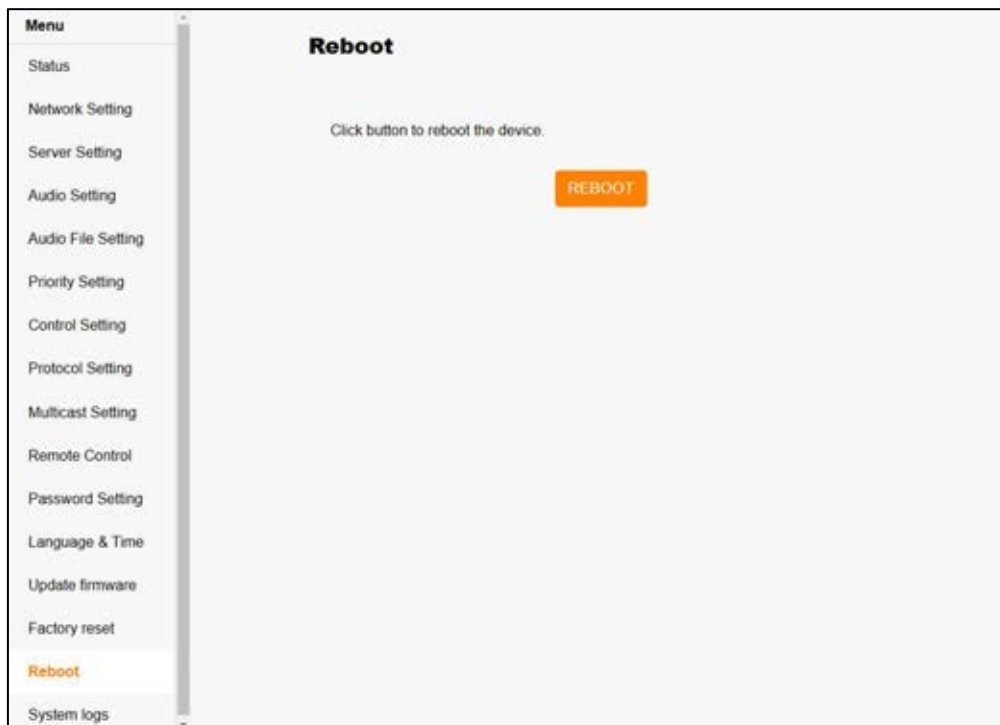 Menu
Status
Network Setting
Server Setting
Audio Setting
Audio File Setting
Priority Setting
Control Setting
Protocol Setting
Multicast Setting
Remote Control
Password Setting
Language & Time
Update firmware
Factory reset
Reboot
System logs
Reboot
Click button to reboot the device.
REBOOT